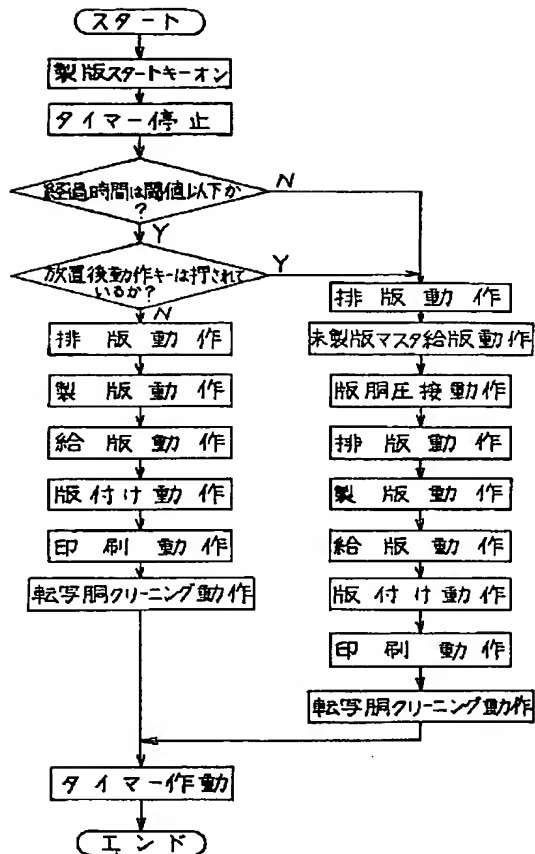 スタート
製版スタートキーオン
タイマー停止
経過時間は閾値以下か
?
N
Y
放置後動作キーは押されて
いるか?
Y
N
排版動作
製版動作
給版動作
版付け動作
印刷動作
転写胴クリーニング動作
排版動作
未製版マスタ給版動作
版胴圧接動作
排版動作
製版動作
給版動作
版付け動作
印刷動作
転写胴クリーニング動作
タイマー作動
エンド